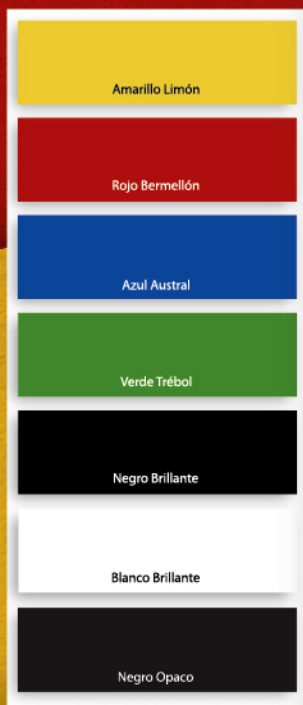 Amarillo Limón
Rojo Bermellón
Azul Austral
Verde Trébol
Negro Brillante
Blanco Brillante
Negro Opaco